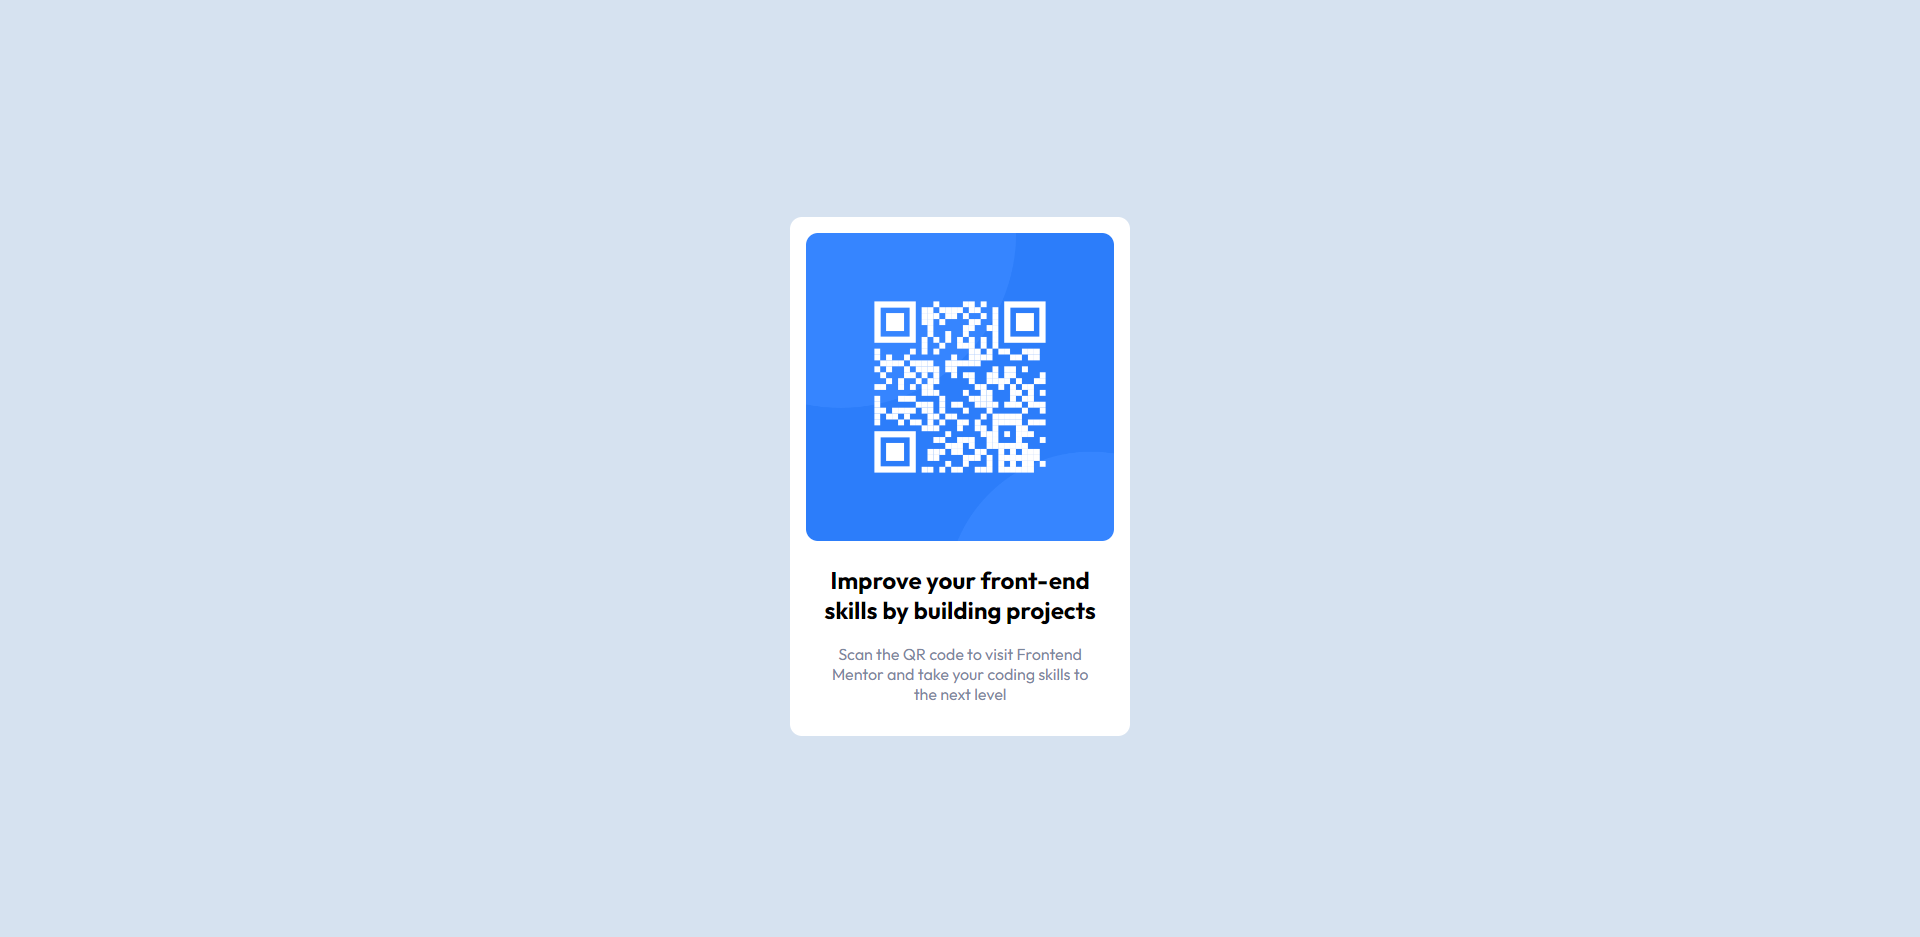 Improve your front-end
skills by building projects
Scan the QR code to visit Frontend
Mentor and take your coding skills to
the next level